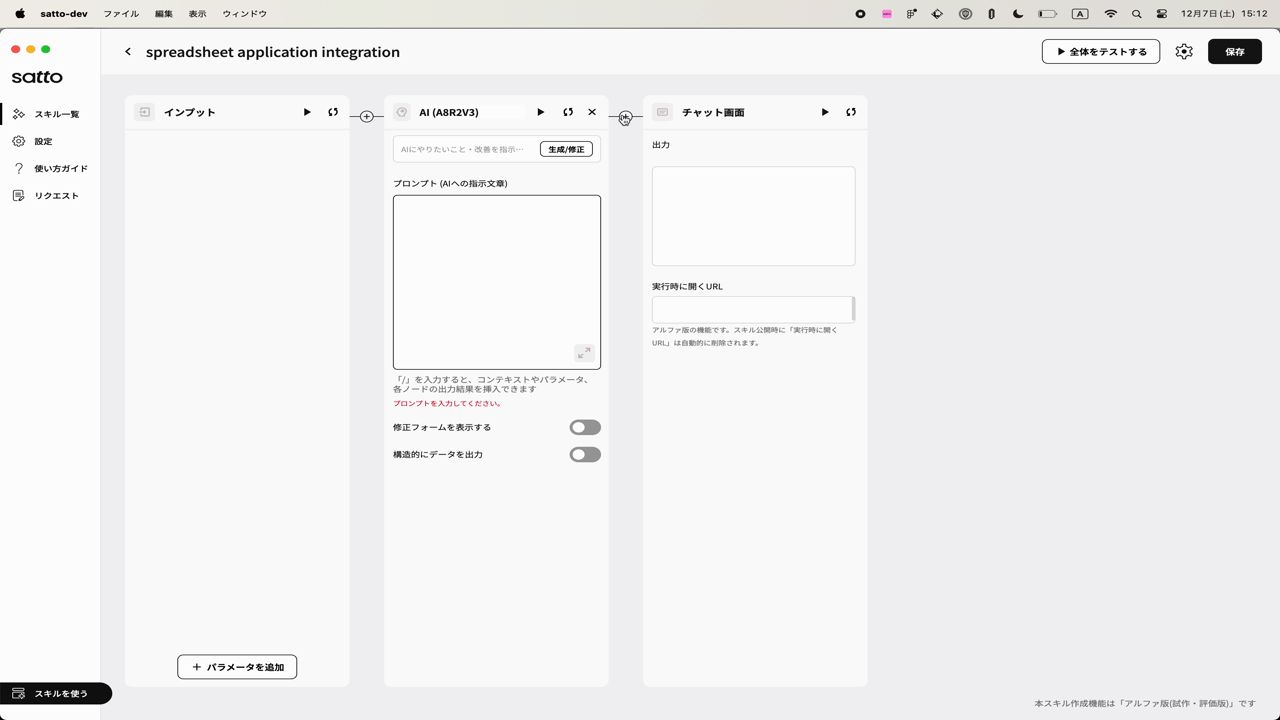 satto-dev ファイル 編集 表示 ウィンドウ A 12月7日(土) 15:12
spreadsheet application integration
全体をテストする
保存
satto
スキル一覧
設定
使い方ガイド
リクエスト
スキルを使う
インプット
パラメータを追加
AI (A8R2V3)
AIにやりたいこと・改善を指示…
生成/修正
プロンプト (AIへの指示文章)
「/」を入力すると、コンテキストやパラメータ、
各ノードの出力結果を挿入できます
プロンプトを入力してください。
修正フォームを表示する
構造的にデータを出力
チャット画面
出力
実行時に開くURL
アルファ版の機能です。スキル公開時に「実行時に開く
URL」は自動的に削除されます。
本スキル作成機能は「アルファ版(試作・評価版)」です